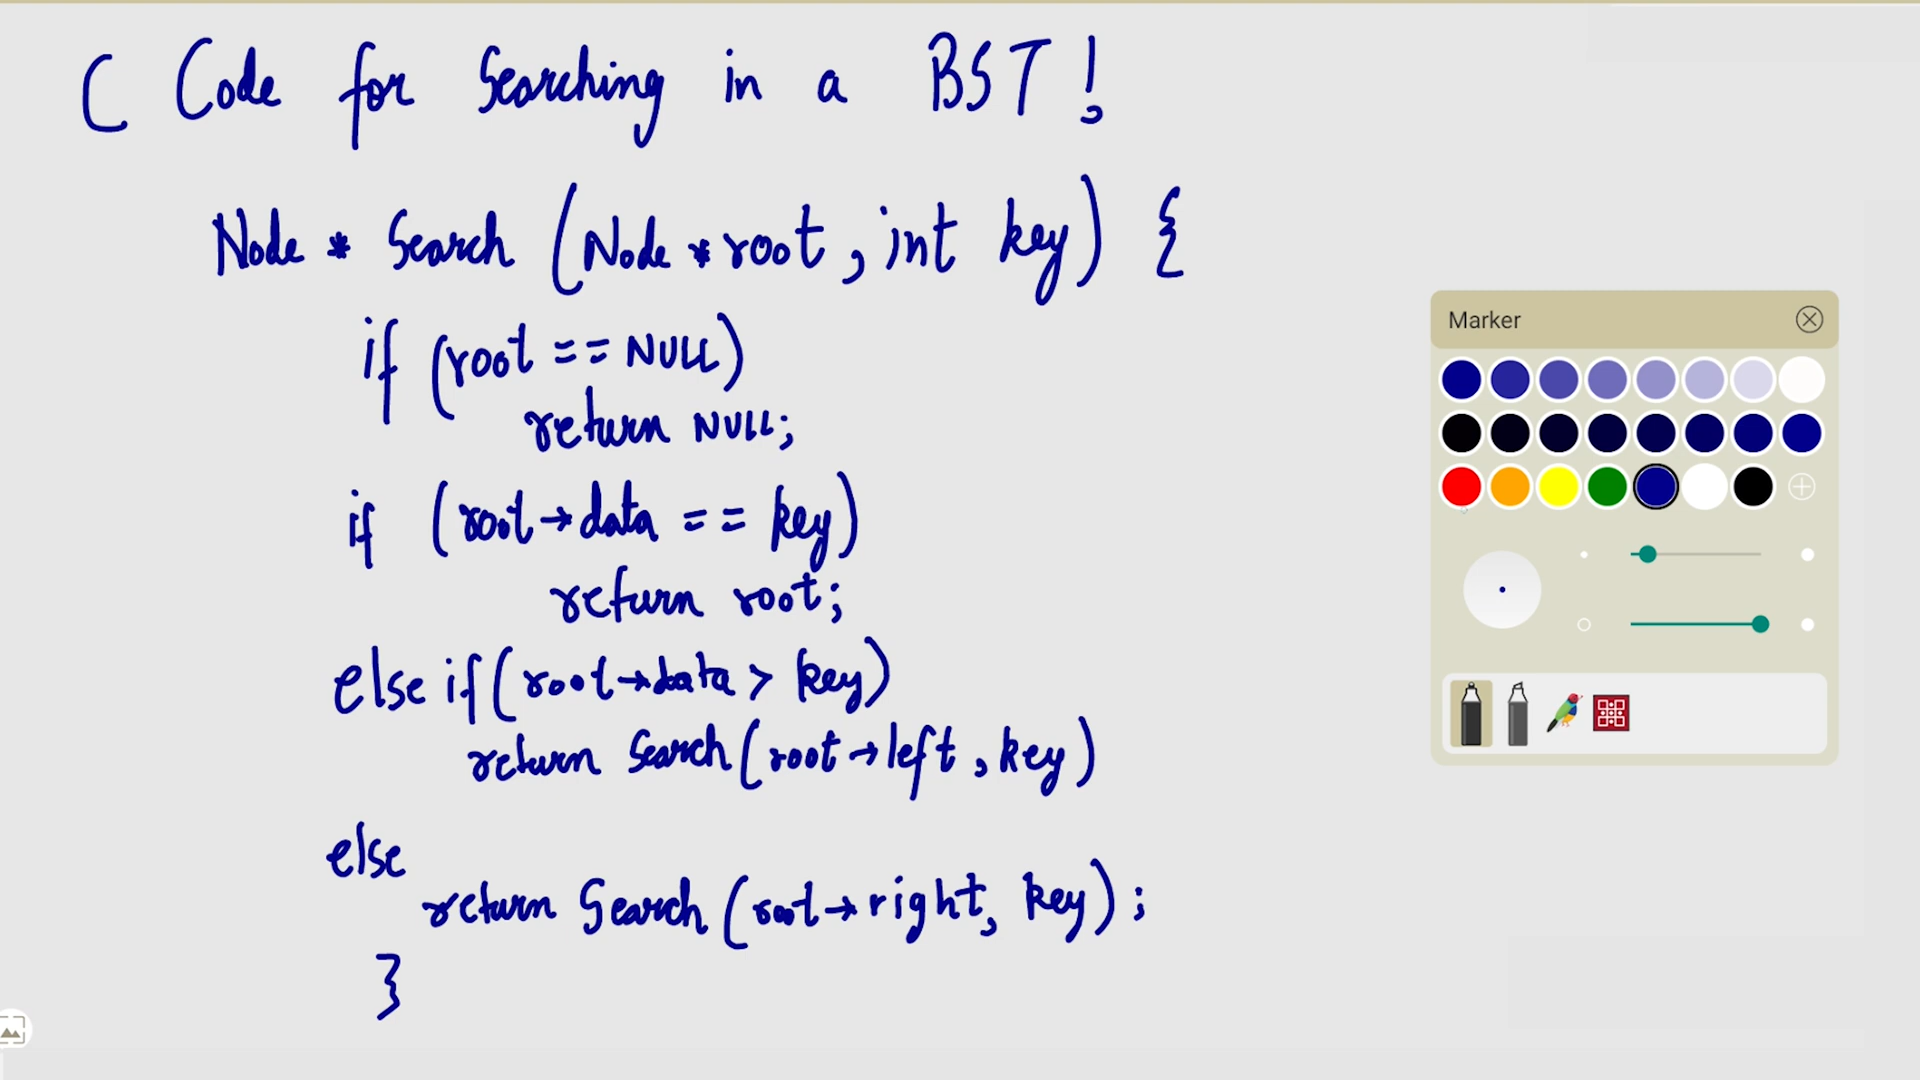 C Code for Searching in a BST!
Node * Search (Node *root, int key) {
if (root == NULL)
return NULL;
if (root→data == key)
return root;
else if (root→data > key)
return Search (root→left, key)
else
return Search (root→right, key);
}
Marker